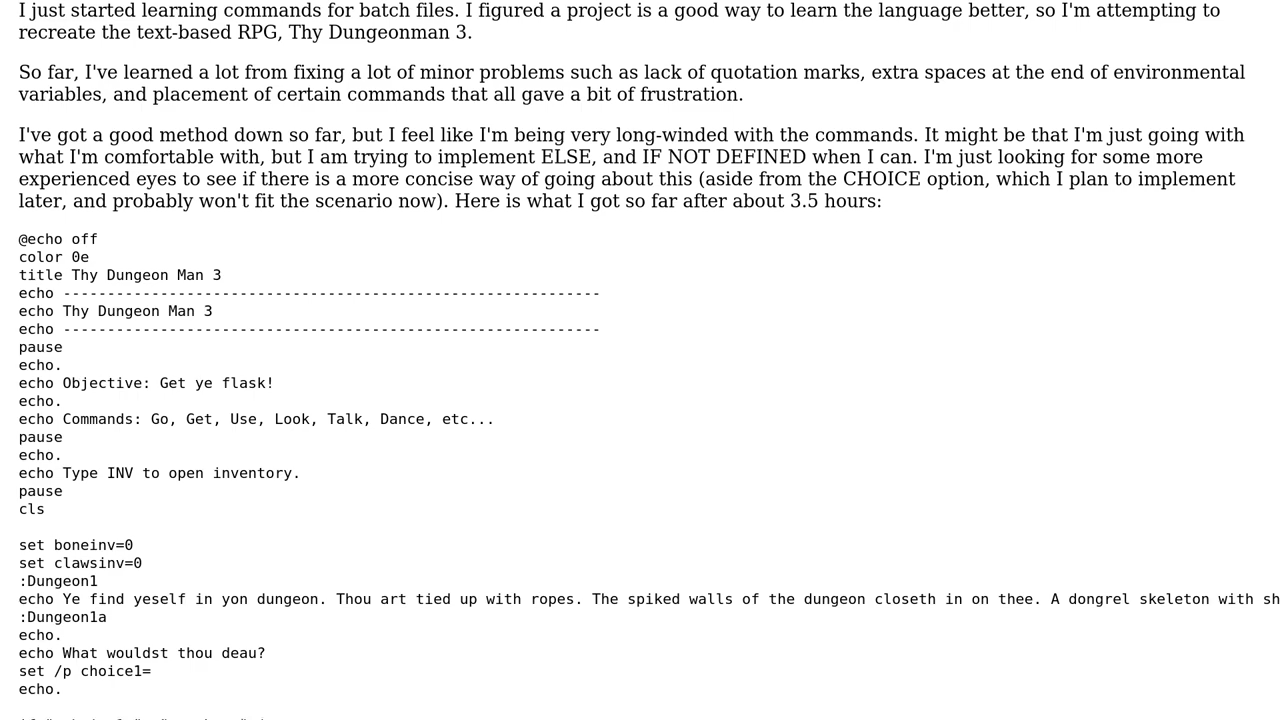 I just started learning commands for batch files. I figured a project is a good way to learn the language better, so I'm attempting to
recreate the text-based RPG, Thy Dungeonman 3.
So far, I've learned a lot from fixing a lot of minor problems such as lack of quotation marks, extra spaces at the end of environmental
variables, and placement of certain commands that all gave a bit of frustration.
I've got a good method down so far, but I feel like I'm being very long-winded with the commands. It might be that I'm just going with
what I'm comfortable with, but I am trying to implement ELSE, and IF NOT DEFINED when I can. I'm just looking for some more
experienced eyes to see if there is a more concise way of going about this (aside from the CHOICE option, which I plan to implement
later, and probably won't fit the scenario now). Here is what I got so far after about 3.5 hours:
@echo off
color 0e
title Thy Dungeon Man 3
echo -------------------------------------------------------------
echo Thy Dungeon Man 3
echo -------------------------------------------------------------
pause
echo.
echo Objective: Get ye flask!
echo.
echo Commands: Go, Get, Use, Look, Talk, Dance, etc...
pause
echo.
echo Type INV to open inventory.
pause
cls
set boneinv=0
set clawsinv=0
:Dungeon1
echo Ye find yeself in yon dungeon. Thou art tied up with ropes. The spiked walls of the dungeon closeth in on thee. A dongrel skeleton with sh
:Dungeon1a
echo.
echo What wouldst thou deau?
set /p choice1=
echo.